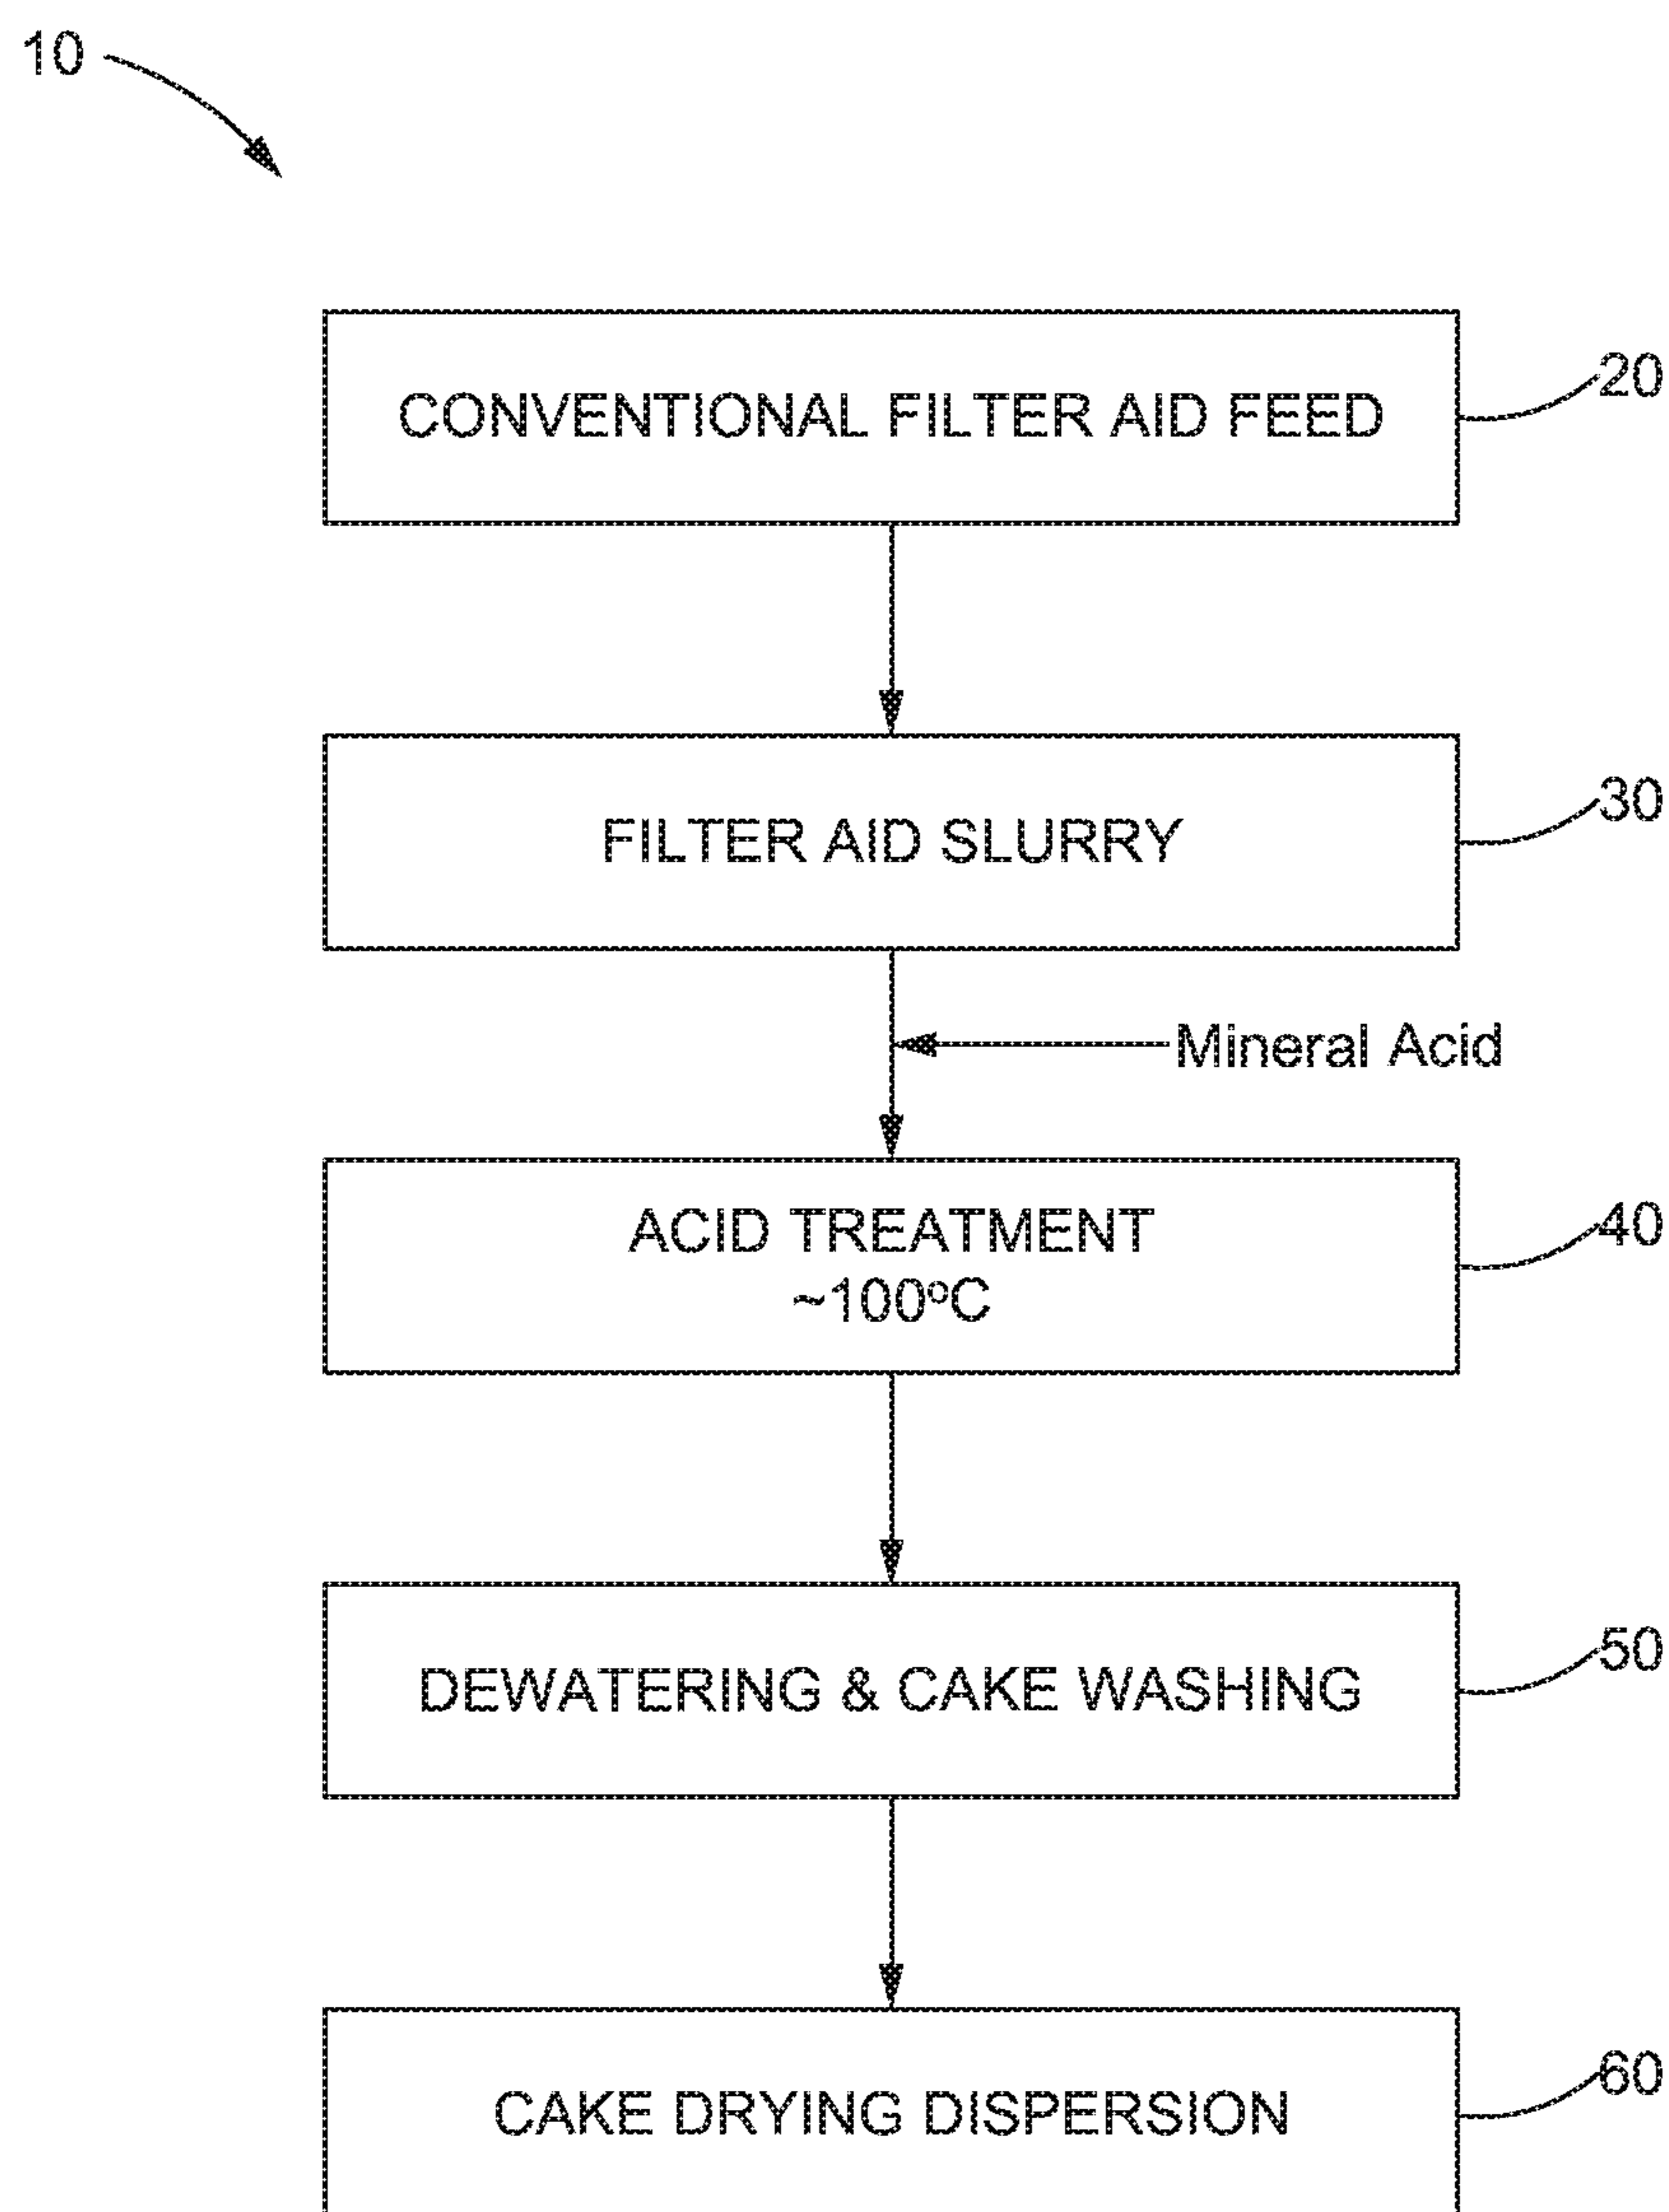 10
CONVENTIONAL FILTER AID FEED
20
FILTER AID SLURRY
30
Mineral Acid
ACID TREATMENT
~100°C
40
DEWATERING & CAKE WASHING
50
CAKE DRYING DISPERSION
60